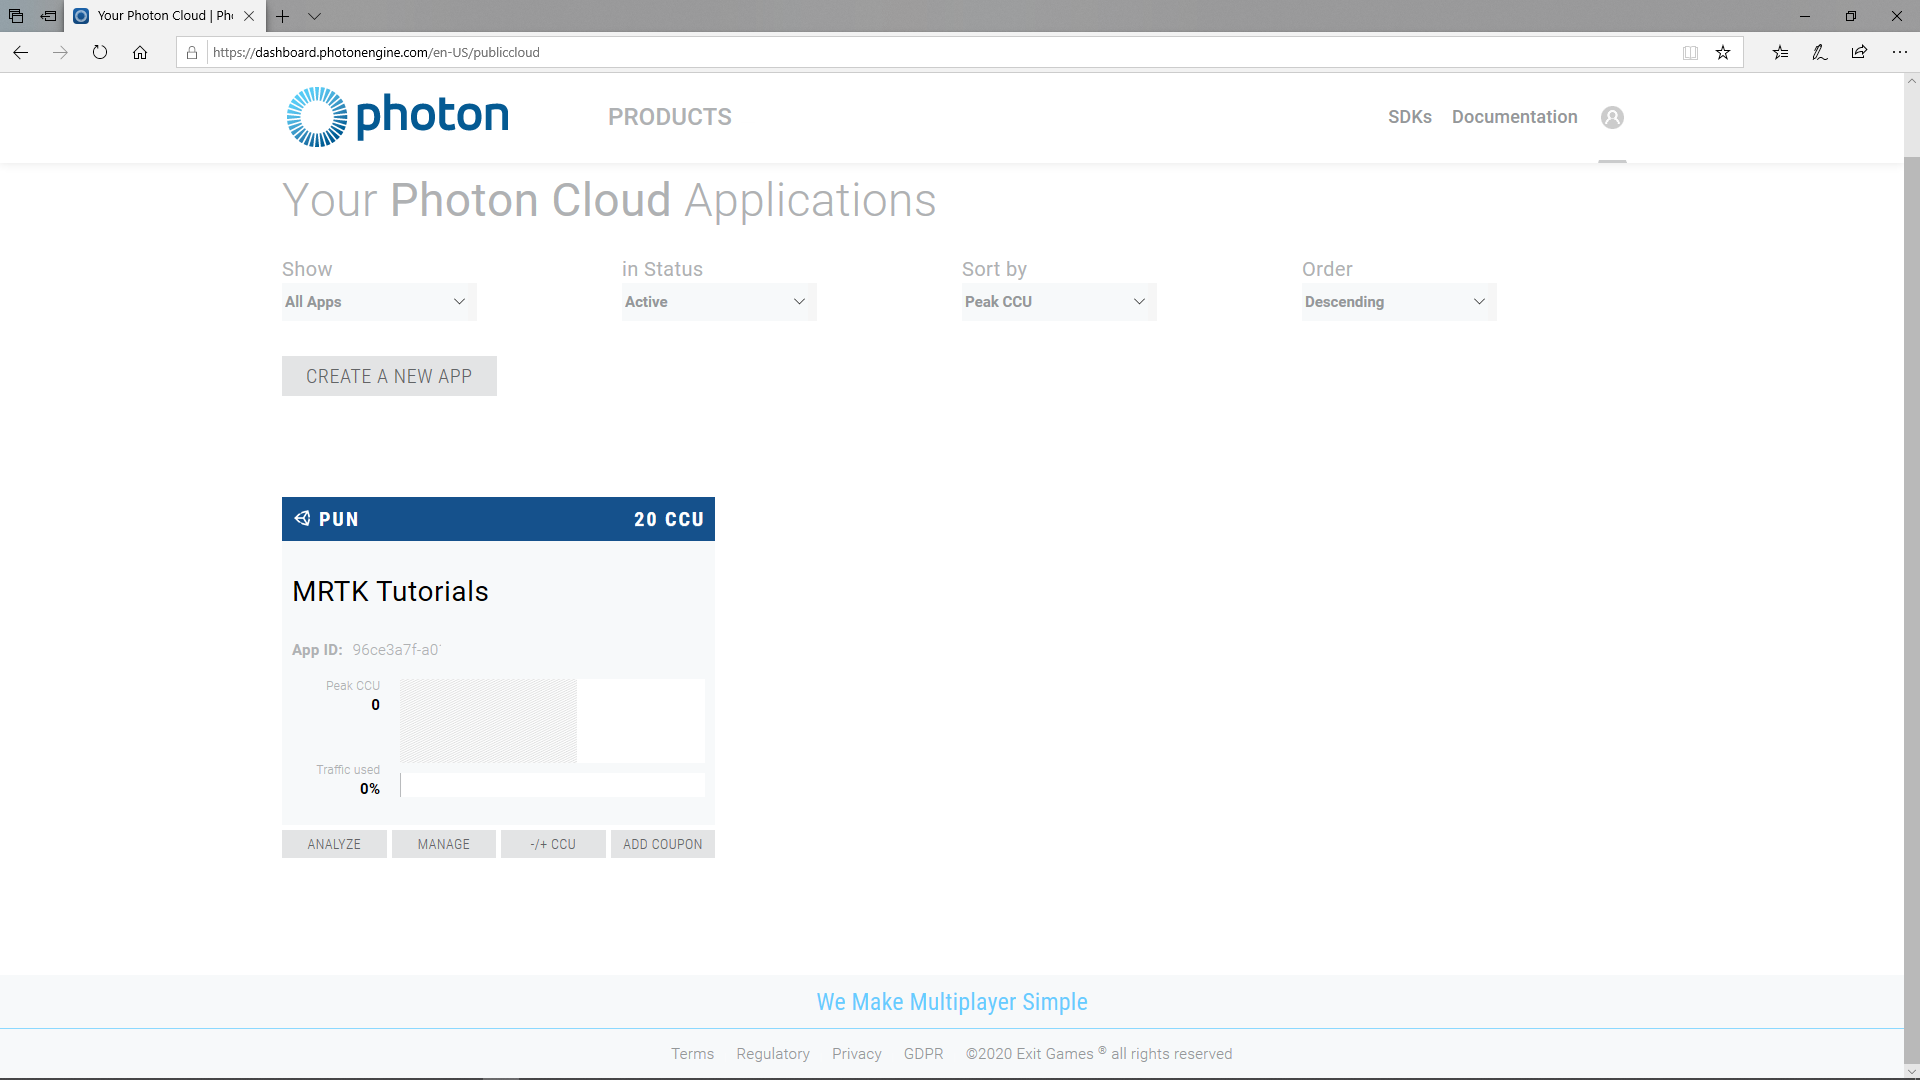 Your Photon Cloud | Pho
https://dashboard.photonengine.com/en-US/publiccloud
photon PRODUCTS SDKs Documentation
Your Photon Cloud Applications
Show in Status Sort by Order
All Apps Active Peak CCU Descending
CREATE A NEW APP
PUN 20 CCU
MRTK Tutorials
App ID: 96ce3a7f-a0
Peak CCU
0
Traffic used
0%
ANALYZE MANAGE -/+ CCU ADD COUPON
We Make Multiplayer Simple
Terms Regulatory Privacy GDPR ©2020 Exit Games ® all rights reserved